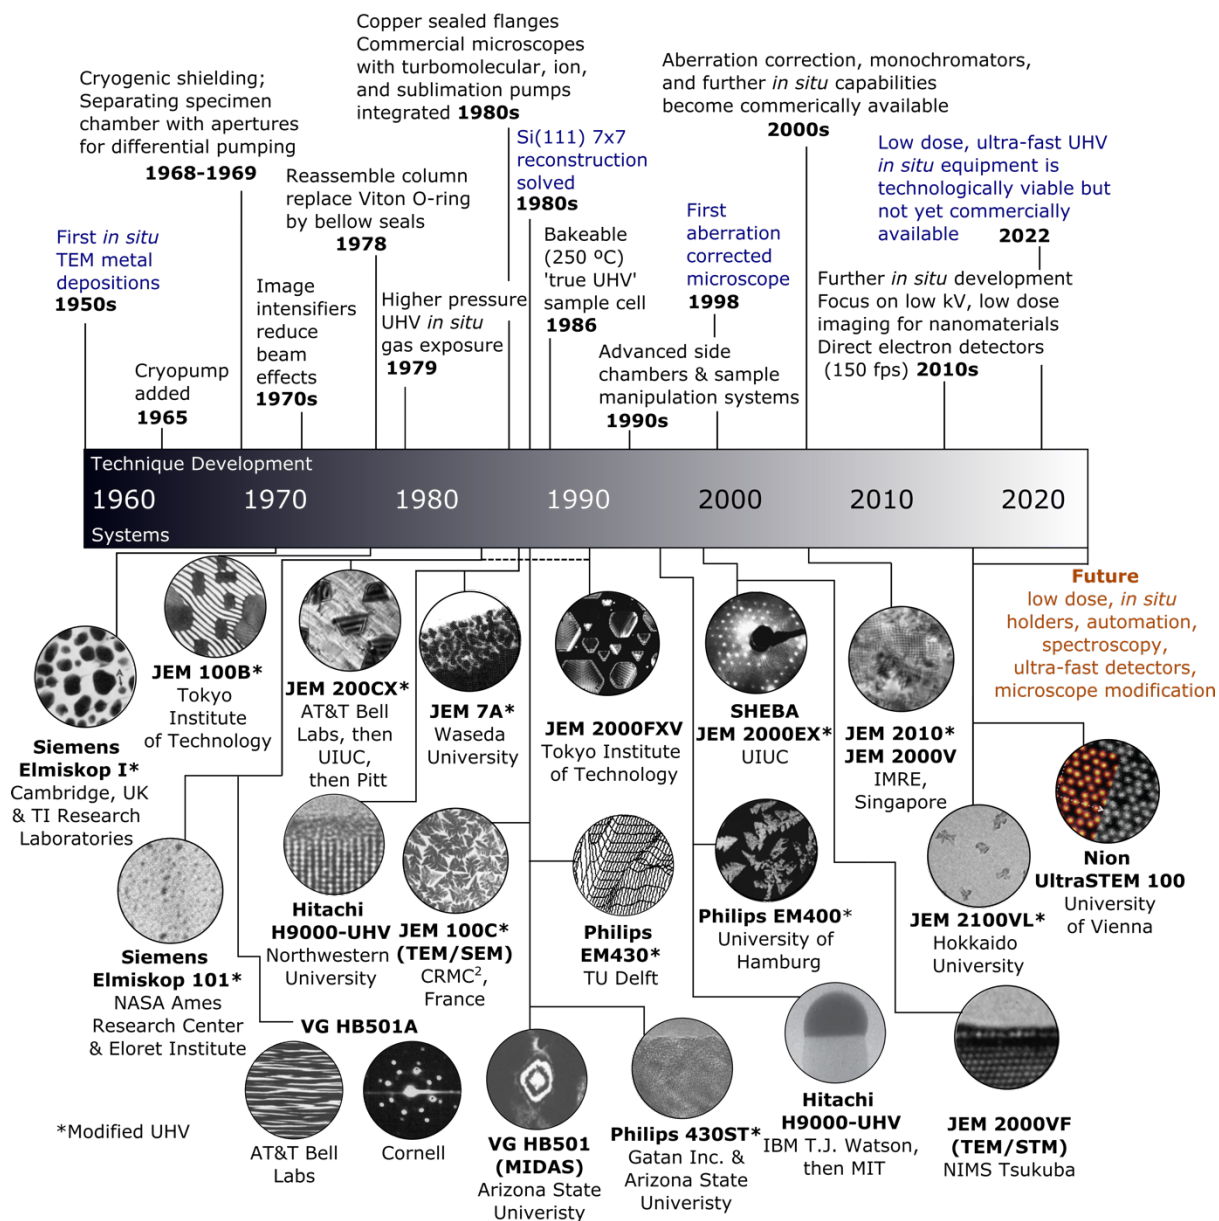 Copper sealed flanges
Commercial microscopes
with turbomolecular, ion,
and sublimation pumps
integrated 1980s
Cryogenic shielding;
Separating specimen
chamber with apertures
for differential pumping
1968-1969
Aberration correction, monochromators,
and further in situ capabilities
become commerically available
2000s
Si(111) 7x7
reconstruction
solved
1980s
Low dose, ultra-fast UHV
in situ equipment is
technologically viable but
not yet commercially
available 2022
Reassemble column
replace Viton O-ring
by bellow seals
1978
First in situ
TEM metal
depositions
1950s
First
aberration
corrected
microscope
1998
Bakeable
(250 ºC)
'true UHV'
sample cell
1986
Image
intensifiers
reduce
beam
effects
1970s
Higher pressure
UHV in situ
gas exposure
1979
Further in situ development
Focus on low kV, low dose
imaging for nanomaterials
Direct electron detectors
(150 fps) 2010s
Cryopump
added
1965
Advanced side
chambers & sample
manipulation systems
1990s
Technique Development
1960 1970 1980 1990 2000 2010 2020
Systems
Future
low dose, in situ
holders, automation,
spectroscopy,
ultra-fast detectors,
microscope modification
Siemens
Elmiskop I*
Cambridge, UK
& TI Research
Laboratories
JEM 100B*
Tokyo
Institute
of Technology
JEM 200CX*
AT&T Bell
Labs, then
UIUC,
then Pitt
JEM 7A*
Waseda
University
JEM 2000FXV
Tokyo Institute
of Technology
SHEBA
JEM 2000EX*
UIUC
JEM 2010*
JEM 2000V
IMRE,
Singapore
Nion
UltraSTEM 100
University
of Vienna
Siemens
Elmiskop 101*
NASA Ames
Research Center
& Eloret Institute
Hitachi
H9000-UHV
Northwestern
University
JEM 100C*
(TEM/SEM)
CRMC²,
France
Philips
EM430*
TU Delft
Philips EM400*
University of
Hamburg
JEM 2100VL*
Hokkaido
University
VG HB501A
AT&T Bell
Labs
Cornell
VG HB501
(MIDAS)
Arizona State
Univeristy
Philips 430ST*
Gatan Inc. &
Arizona State
Univeristy
Hitachi
H9000-UHV
IBM T.J. Watson,
then MIT
JEM 2000VF
(TEM/STM)
NIMS Tsukuba
*Modified UHV